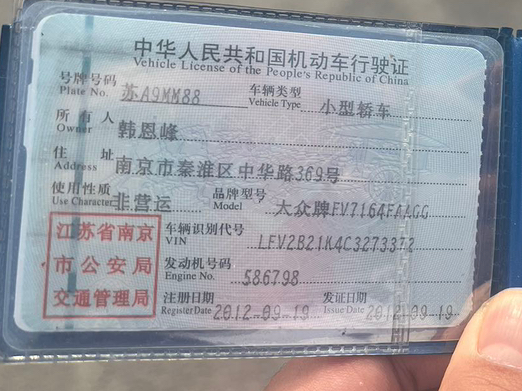 中华人民共和国机动车行驶证
Vehicle License of the People's Republic of China
号牌号码 苏A9MM88 车辆类型 小型轿车
Plate No. Vehicle Type
所有人 韩恩峰
Owner
住址 南京市秦淮区中华路369号
Address
使用性质 非营运 品牌型号 大众牌FV7164FAAGG
Use Character Model
江苏省南京
市公安局
交通管理局
车辆识别代号 LFV2B21K4C3273372
VIN
发动机号码 586798
Engine No.
注册日期 2012-09-19 发证日期 2012-09-19
Register Date Issue Date